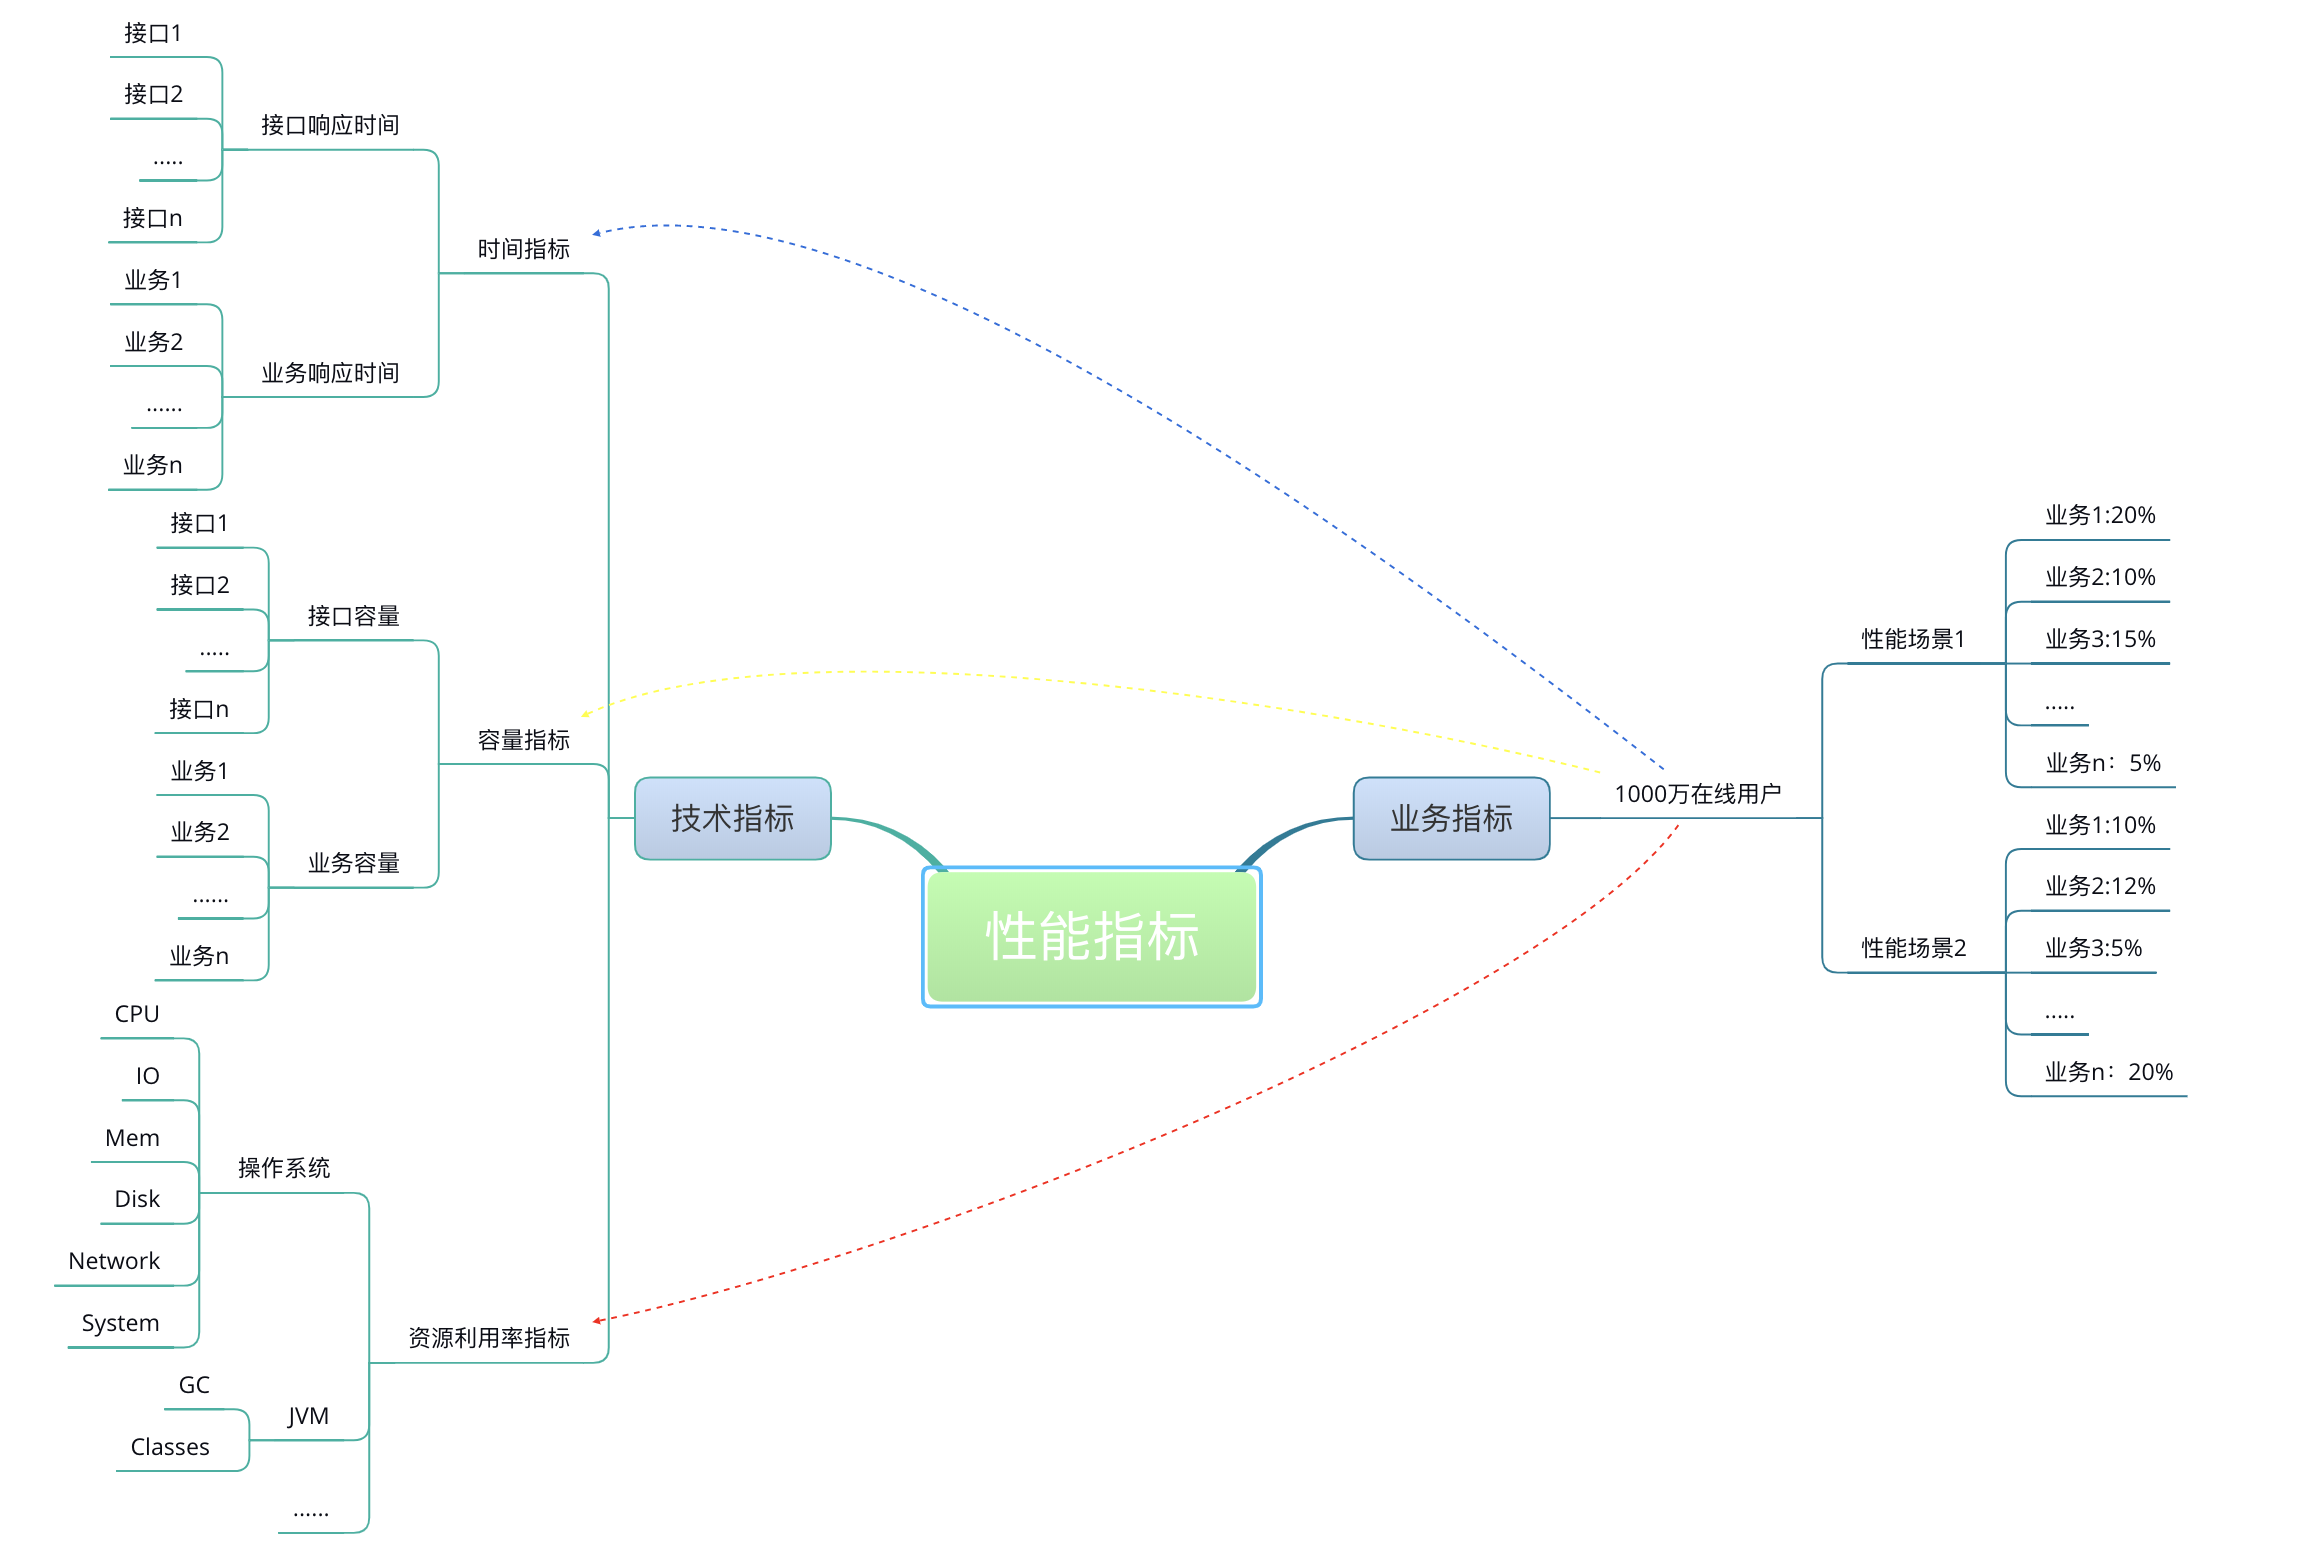 接口1
接口2
.....
接口n
接口响应时间
业务1
业务2
......
业务n
业务响应时间
时间指标
接口1
接口2
.....
接口n
接口容量
业务1
业务2
......
业务n
业务容量
容量指标
CPU
IO
Mem
Disk
Network
System
操作系统
GC
Classes
JVM
......
资源利用率指标
技术指标
性能指标
业务指标
1000万在线用户
性能场景1
业务1:20%
业务2:10%
业务3:15%
.....
业务n：5%
性能场景2
业务1:10%
业务2:12%
业务3:5%
.....
业务n：20%